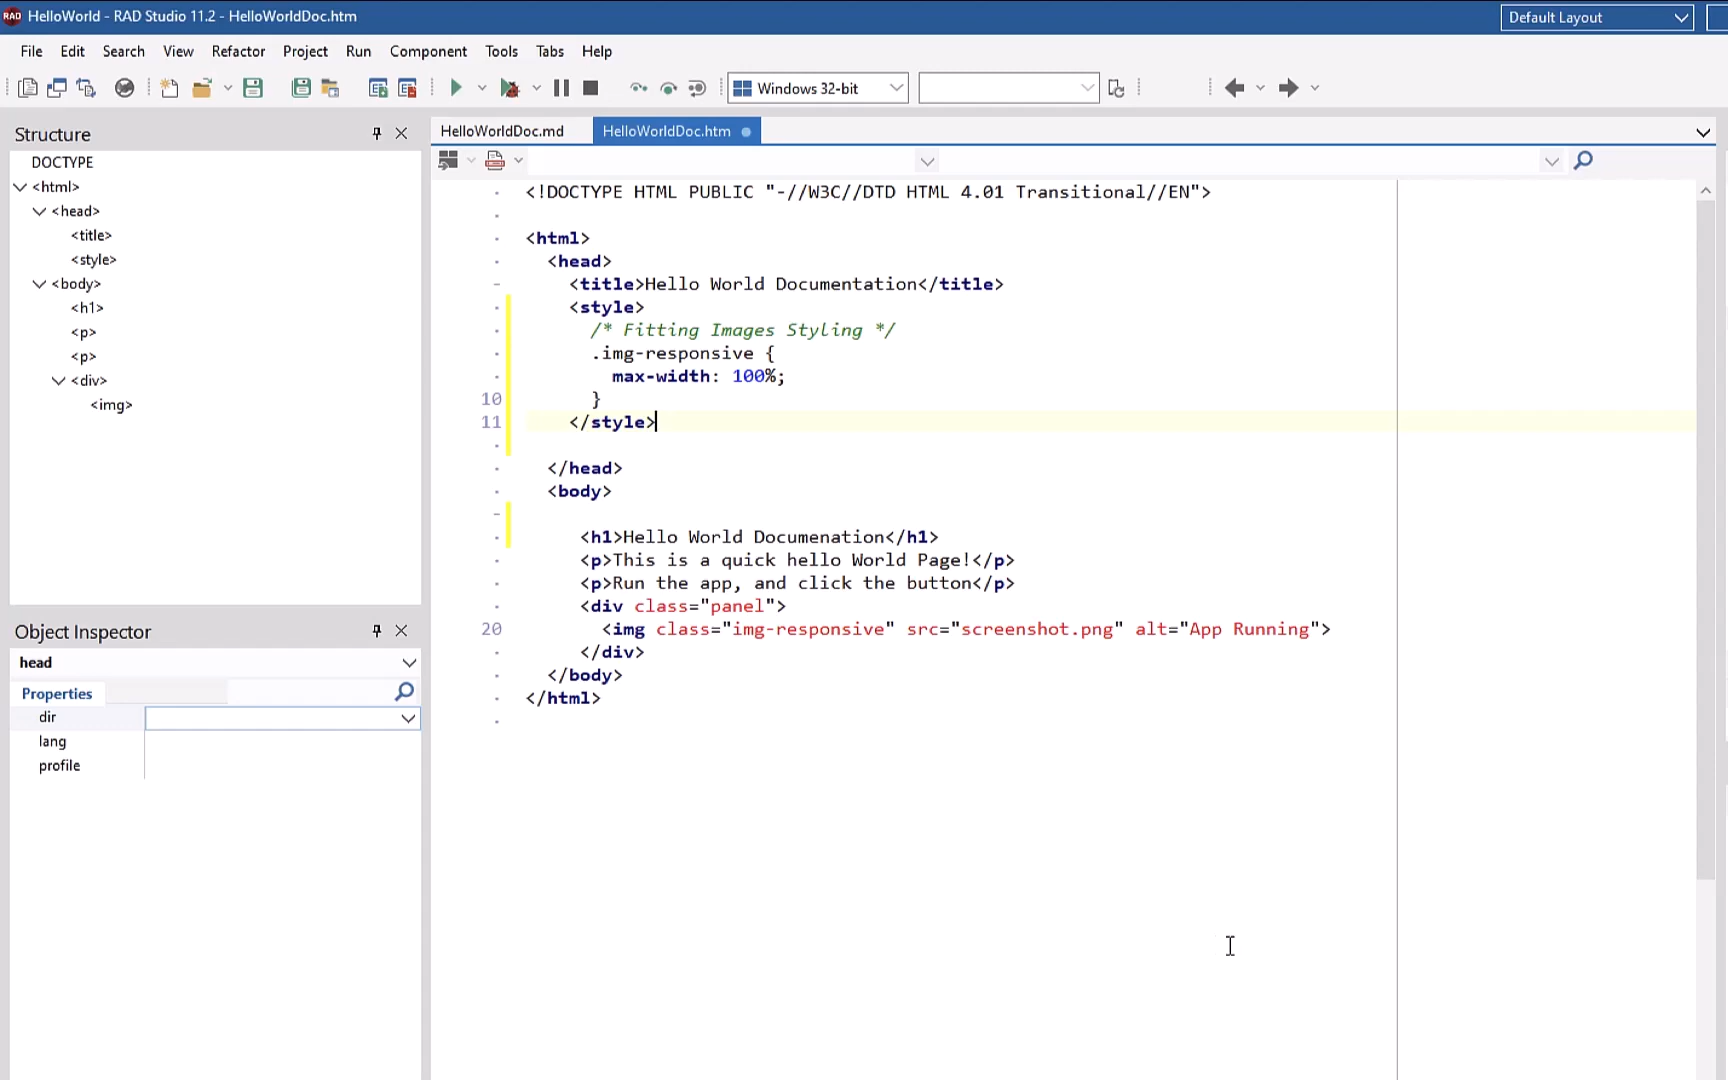 RAD HelloWorld - RAD Studio 11.2 - HelloWorldDoc.htm
Default Layout
File Edit Search View Refactor Project Run Component Tools Tabs Help
Windows 32-bit
Structure
DOCTYPE
<html>
<head>
<title>
<style>
<body>
<h1>
<p>
<p>
<div>
<img>
Object Inspector
head
Properties
dir
lang
profile
HelloWorldDoc.md HelloWorldDoc.htm
<!DOCTYPE HTML PUBLIC "-//W3C//DTD HTML 4.01 Transitional//EN">
<html>
<head>
<title>Hello World Documentation</title>
<style>
/* Fitting Images Styling */
.img-responsive {
max-width: 100%;
10 }
11 </style>
</head>
<body>
<h1>Hello World Documenation</h1>
<p>This is a quick hello World Page!</p>
<p>Run the app, and click the button</p>
<div class="panel">
20 <img class="img-responsive" src="screenshot.png" alt="App Running">
</div>
</body>
</html>